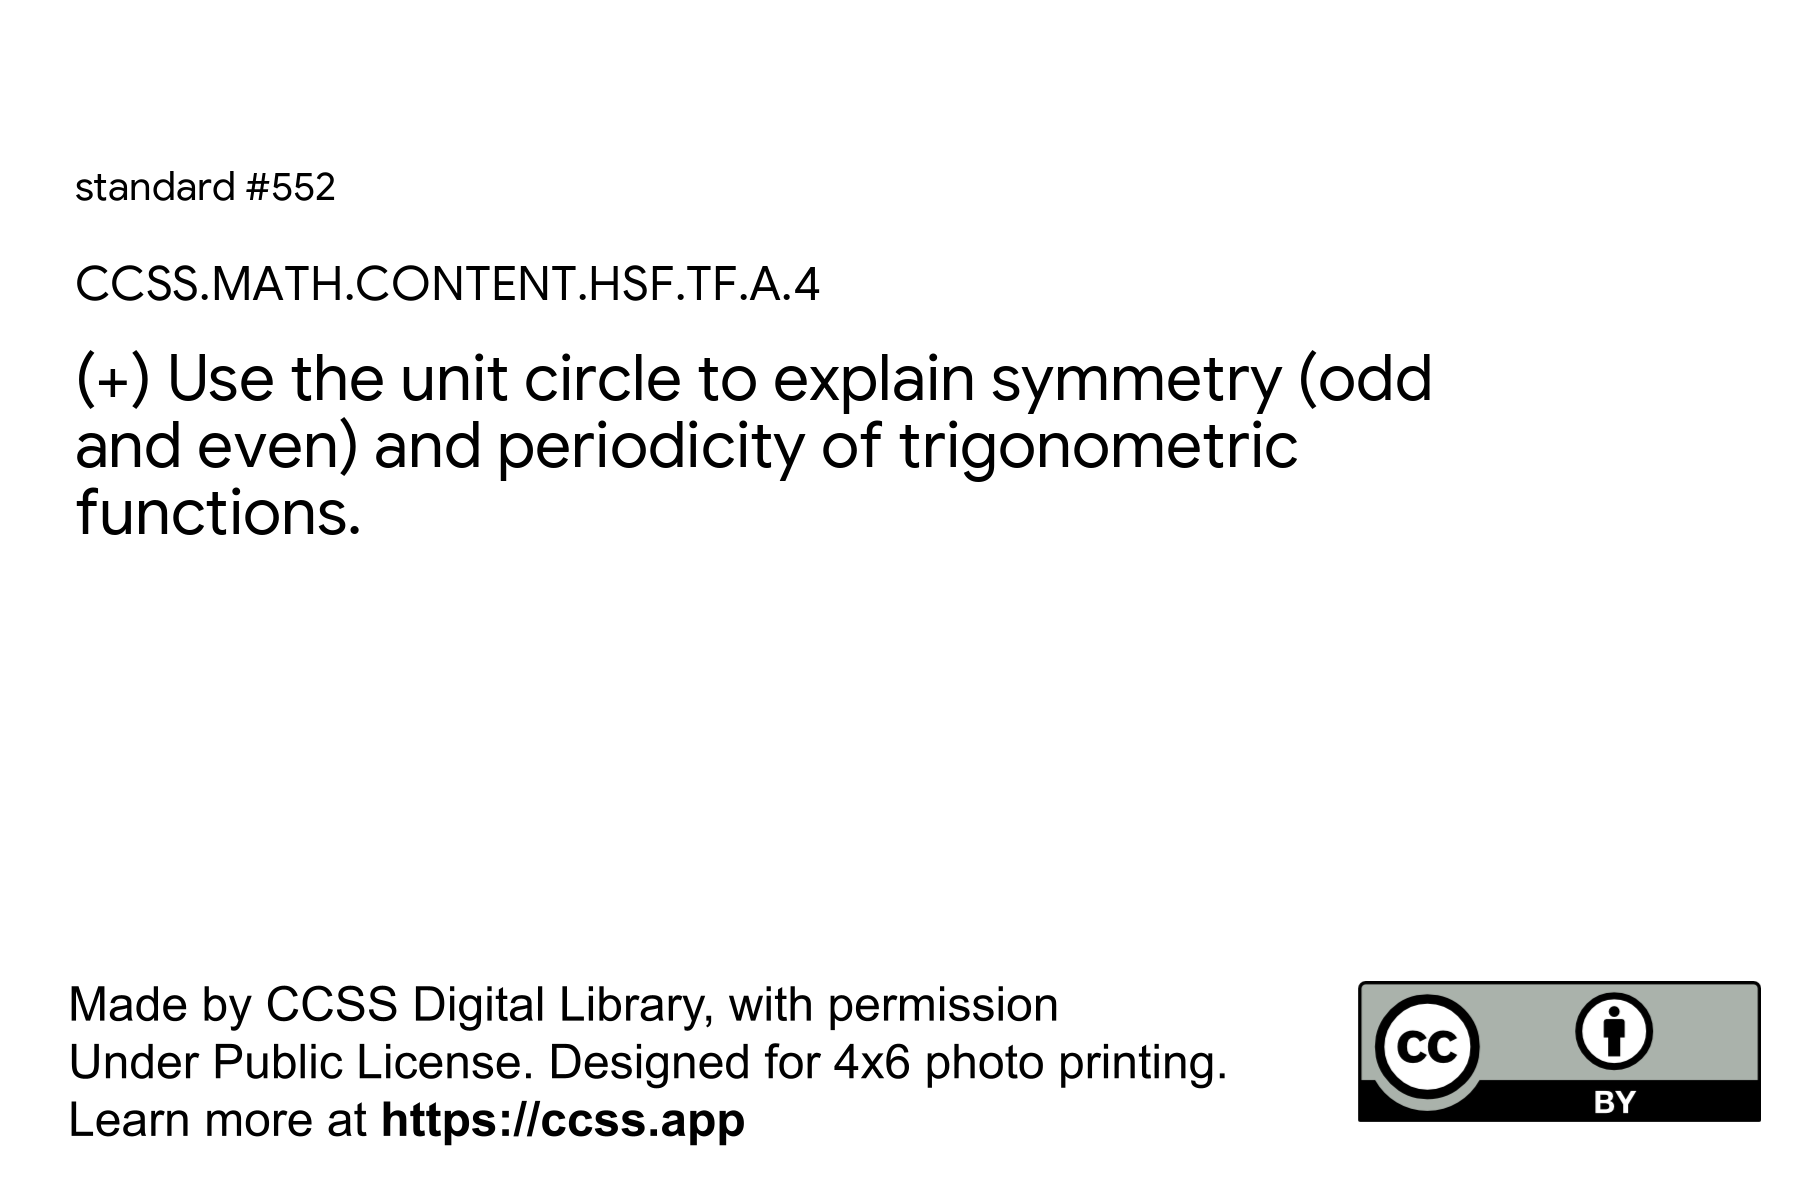 standard #552
CCSS.MATH.CONTENT.HSF.TF.A.4
(+) Use the unit circle to explain symmetry (odd
and even) and periodicity of trigonometric
functions.
Made by CCSS Digital Library, with permission
Under Public License. Designed for 4x6 photo printing.
Learn more at https://ccss.app
CC
BY